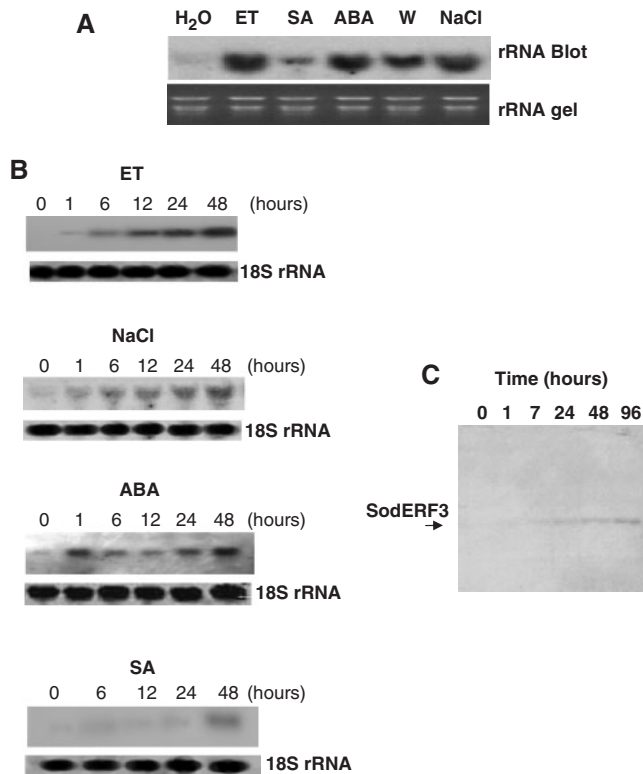 A
H₂O ET SA ABA W NaCl
rRNA Blot
rRNA gel
B
ET
0 1 6 12 24 48 (hours)
18S rRNA
NaCl
0 1 6 12 24 48 (hours)
18S rRNA
ABA
0 1 6 12 24 48 (hours)
18S rRNA
SA
0 6 12 24 48 (hours)
18S rRNA
C
Time (hours)
0 1 7 24 48 96
SodERF3